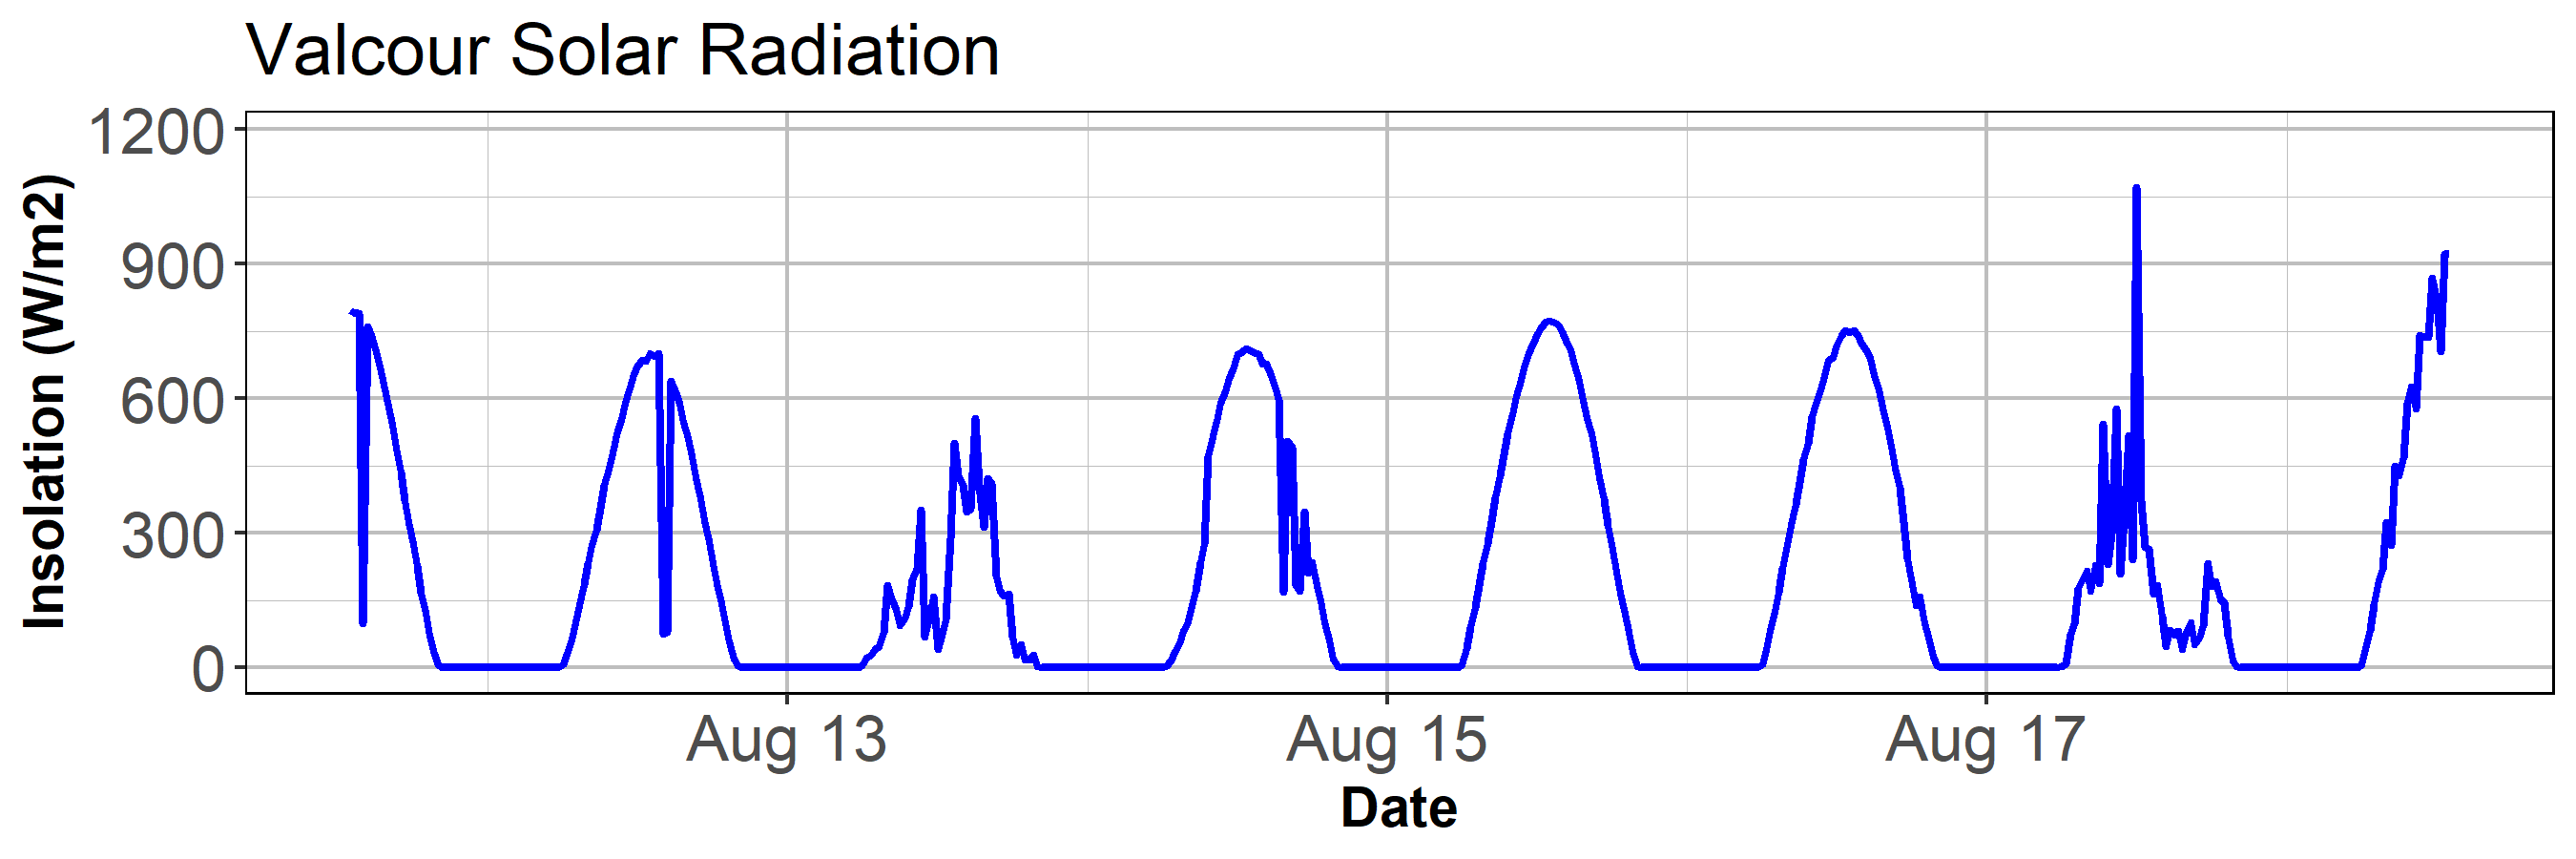 Valcour Solar Radiation
1200
900
600
300
0
Insolation (W/m2)
Aug 13
Aug 15
Aug 17
Date